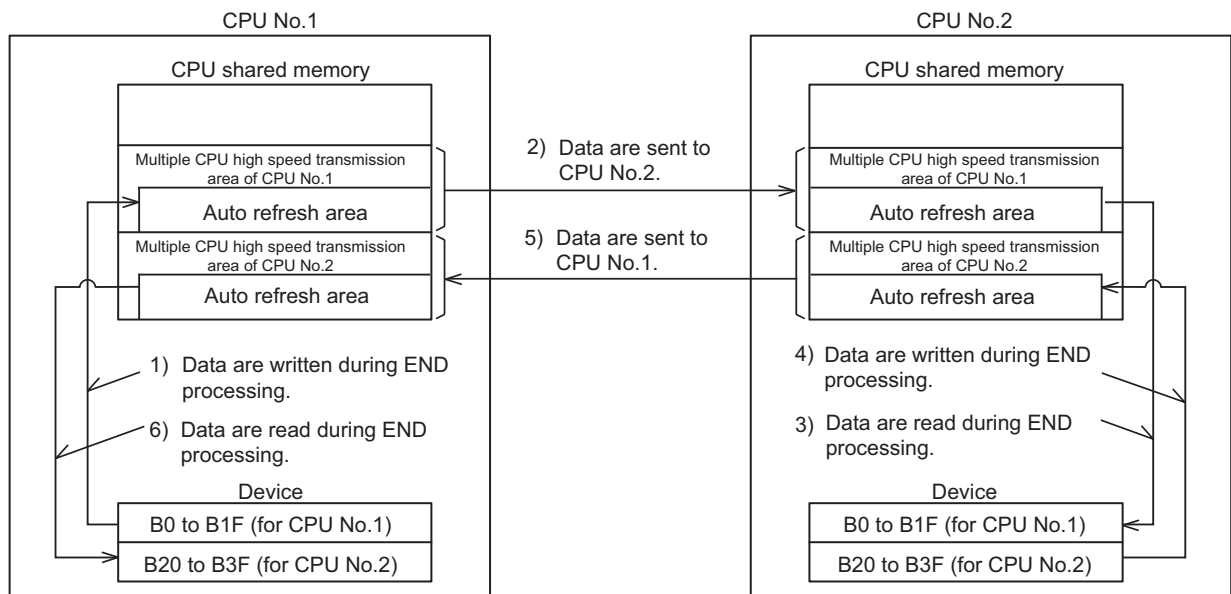 CPU No.1
CPU shared memory
Multiple CPU high speed transmission
area of CPU No.1
Auto refresh area
Multiple CPU high speed transmission
area of CPU No.2
Auto refresh area
1) Data are written during END
processing.
6) Data are read during END
processing.
Device
B0 to B1F (for CPU No.1)
B20 to B3F (for CPU No.2)
2) Data are sent to
CPU No.2.
5) Data are sent to
CPU No.1.
CPU No.2
CPU shared memory
Multiple CPU high speed transmission
area of CPU No.1
Auto refresh area
Multiple CPU high speed transmission
area of CPU No.2
Auto refresh area
4) Data are written during END
processing.
3) Data are read during END
processing.
Device
B0 to B1F (for CPU No.1)
B20 to B3F (for CPU No.2)